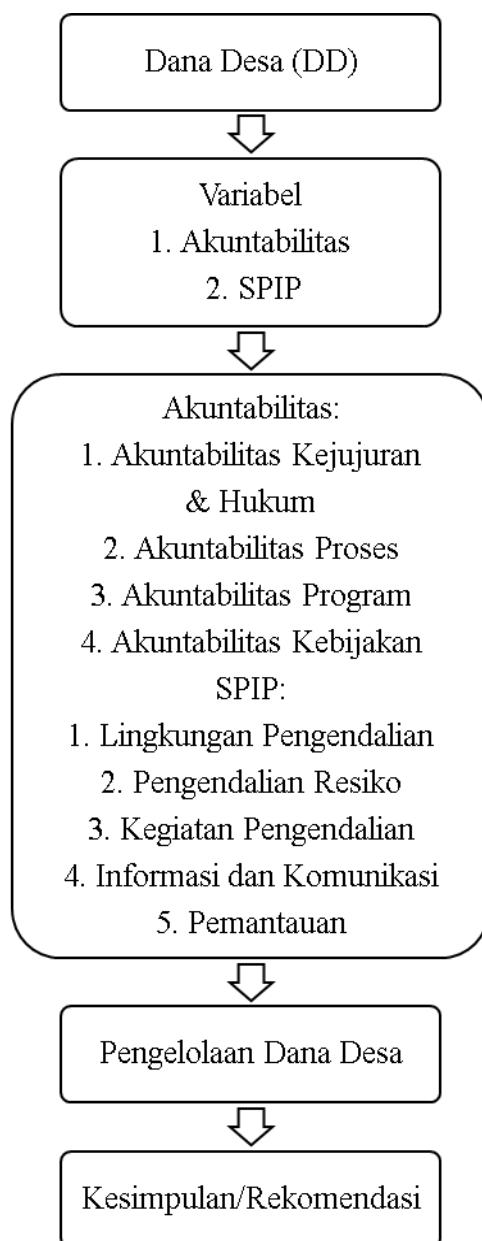 Dana Desa (DD)
Variabel
1. Akuntabilitas
2. SPIP
Akuntabilitas:
1. Akuntabilitas Kejujuran
& Hukum
2. Akuntabilitas Proses
3. Akuntabilitas Program
4. Akuntabilitas Kebijakan
SPIP:
1. Lingkungan Pengendalian
2. Pengendalian Resiko
3. Kegiatan Pengendalian
4. Informasi dan Komunikasi
5. Pemantauan
Pengelolaan Dana Desa
Kesimpulan/Rekomendasi